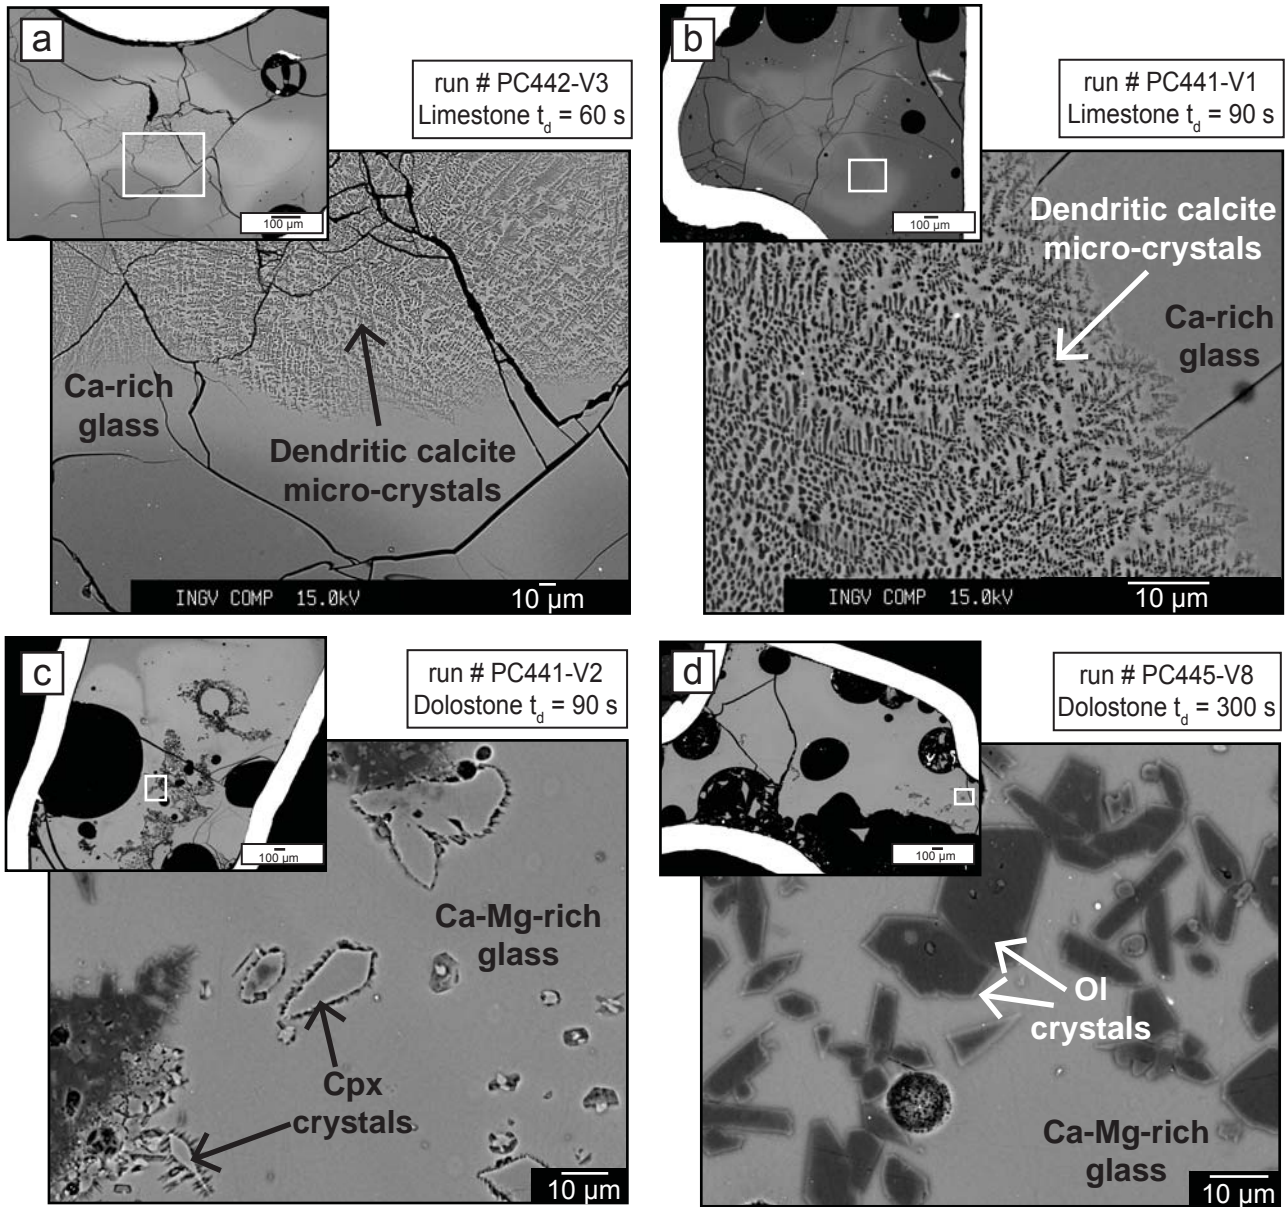 a
100 µm
run # PC442-V3
Limestone t_d = 60 s
Ca-rich
glass
Dendritic calcite
micro-crystals
INGV COMP 15.0kV
10 µm
b
100 µm
run # PC441-V1
Limestone t_d = 90 s
Dendritic calcite
micro-crystals
Ca-rich
glass
INGV COMP 15.0kV
10 µm
c
100 µm
run # PC441-V2
Dolostone t_d = 90 s
Ca-Mg-rich
glass
Cpx
crystals
10 µm
d
100 µm
run # PC445-V8
Dolostone t_d = 300 s
Ol
crystals
Ca-Mg-rich
glass
10 µm